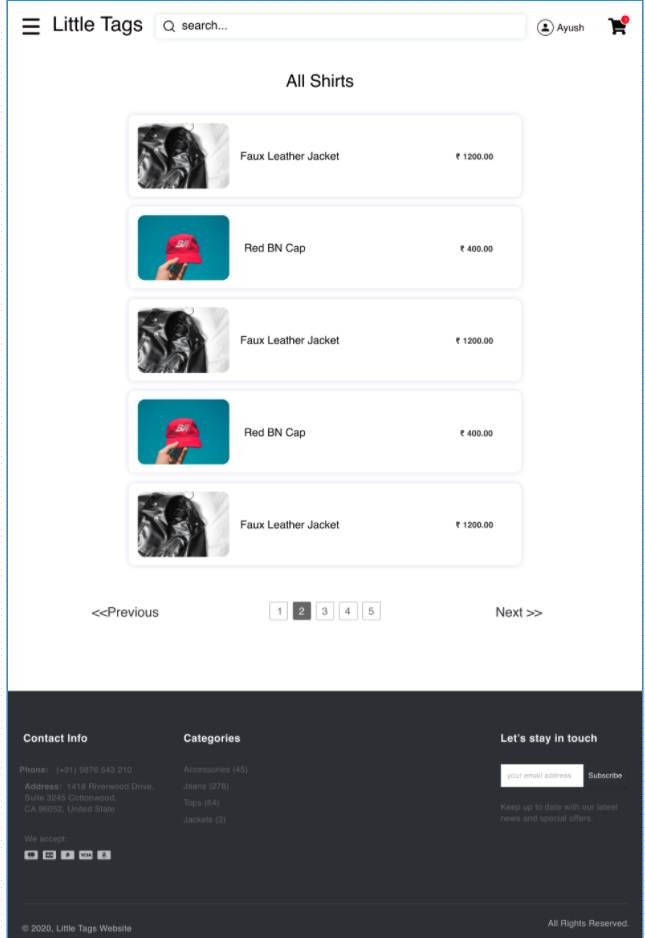 Little Tags
search...
Ayush
All Shirts
Faux Leather Jacket
₹ 1200.00
Red BN Cap
₹ 400.00
Faux Leather Jacket
₹ 1200.00
Red BN Cap
₹ 400.00
Faux Leather Jacket
₹ 1200.00
<<Previous
1 2 3 4 5
Next >>
Contact Info
Phone: (+91) 9876 543 210
Address: 1418 Riverwood Drive,
Suite 3245 Cottonwood,
CA 96052, United State
We accept:
VISA
Categories
Accessories (45)
Jeans (278)
Tops (64)
Jackets (3)
Let's stay in touch
your email address
Subscribe
Keep up to date with our latest
news and special offers.
© 2020, Little Tags Website
All Rights Reserved.